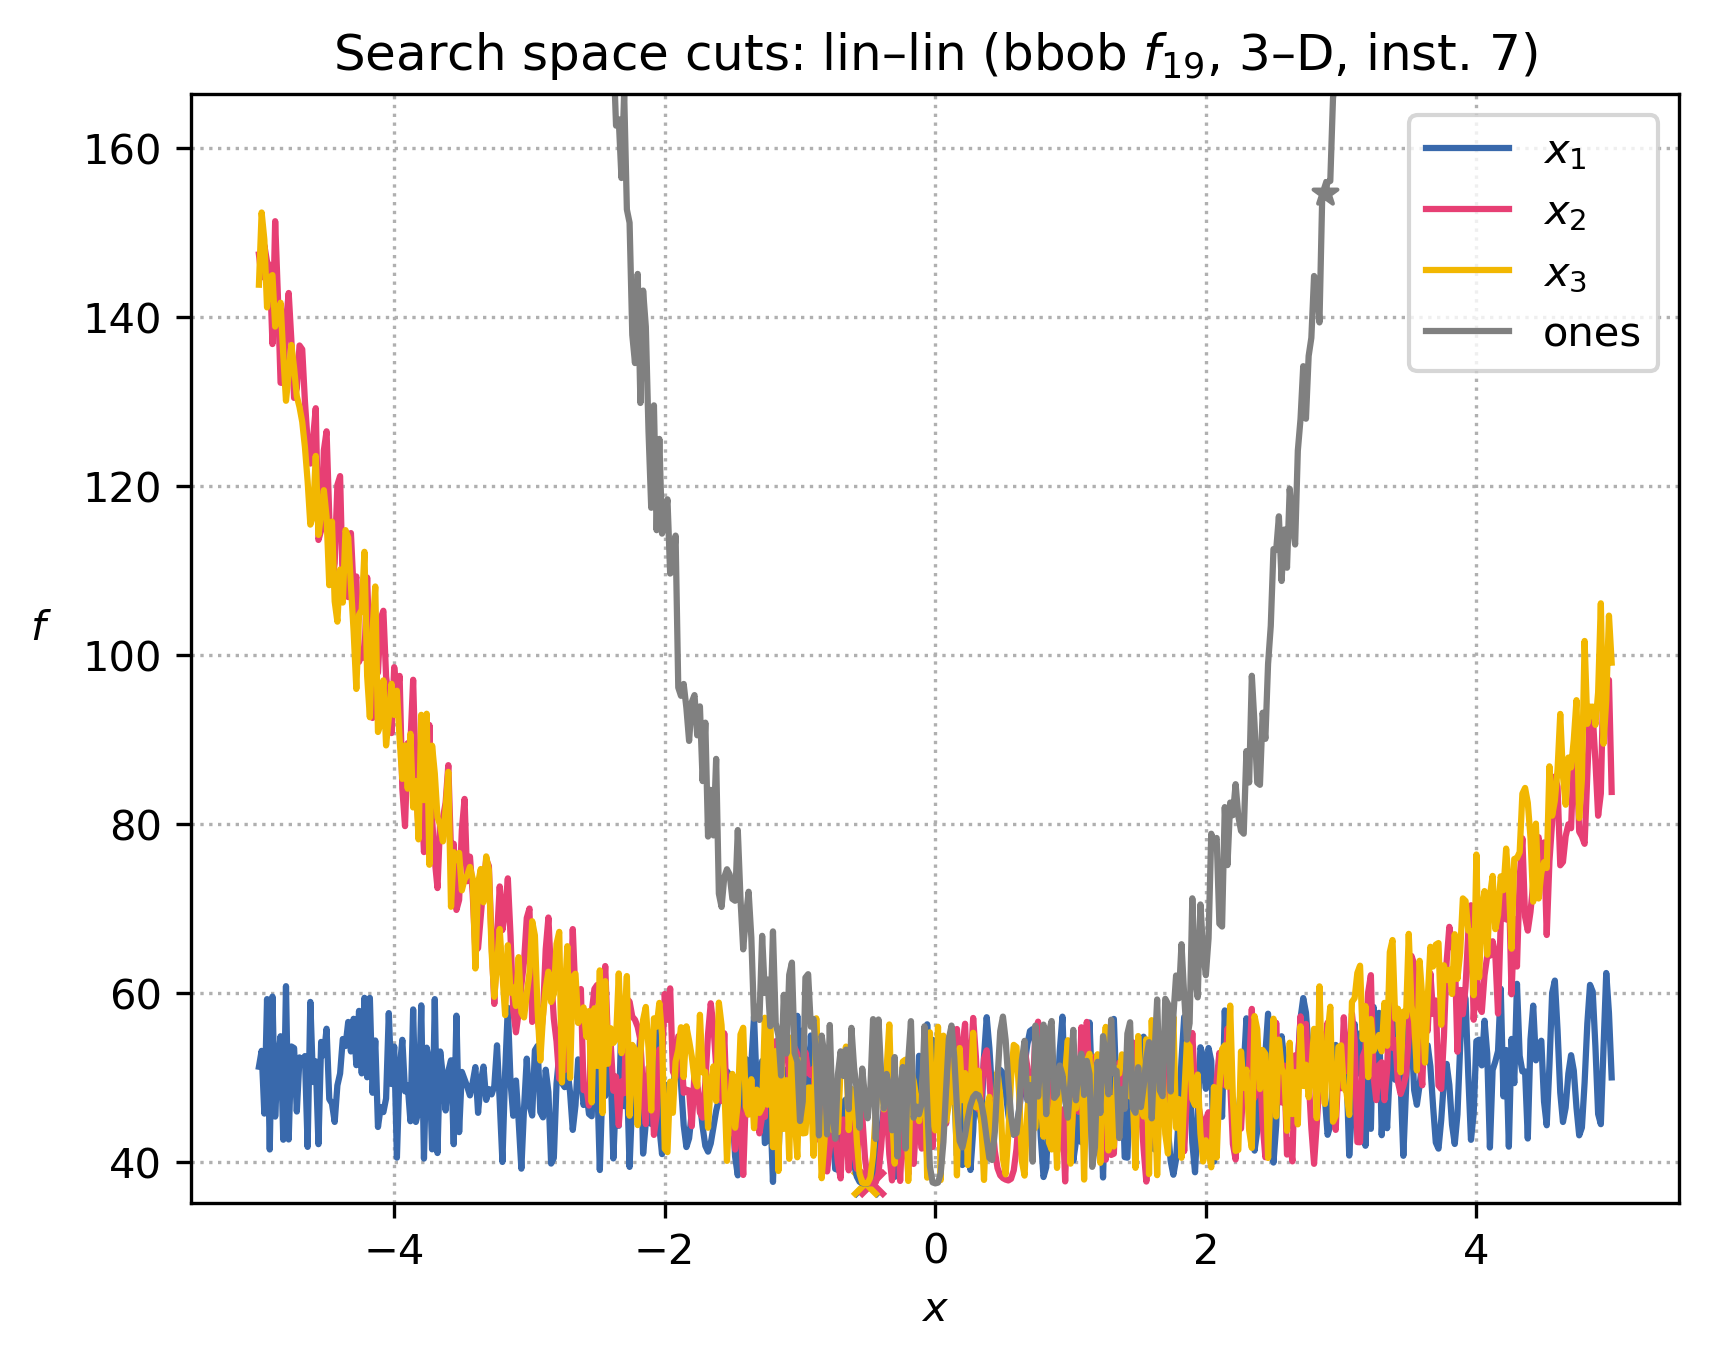 Search space cuts: lin–lin (bbob f₁₉, 3–D, inst. 7)
160
140
120
100
80
60
40
f
x₁
x₂
x₃
ones
−4 −2 0 2 4
x